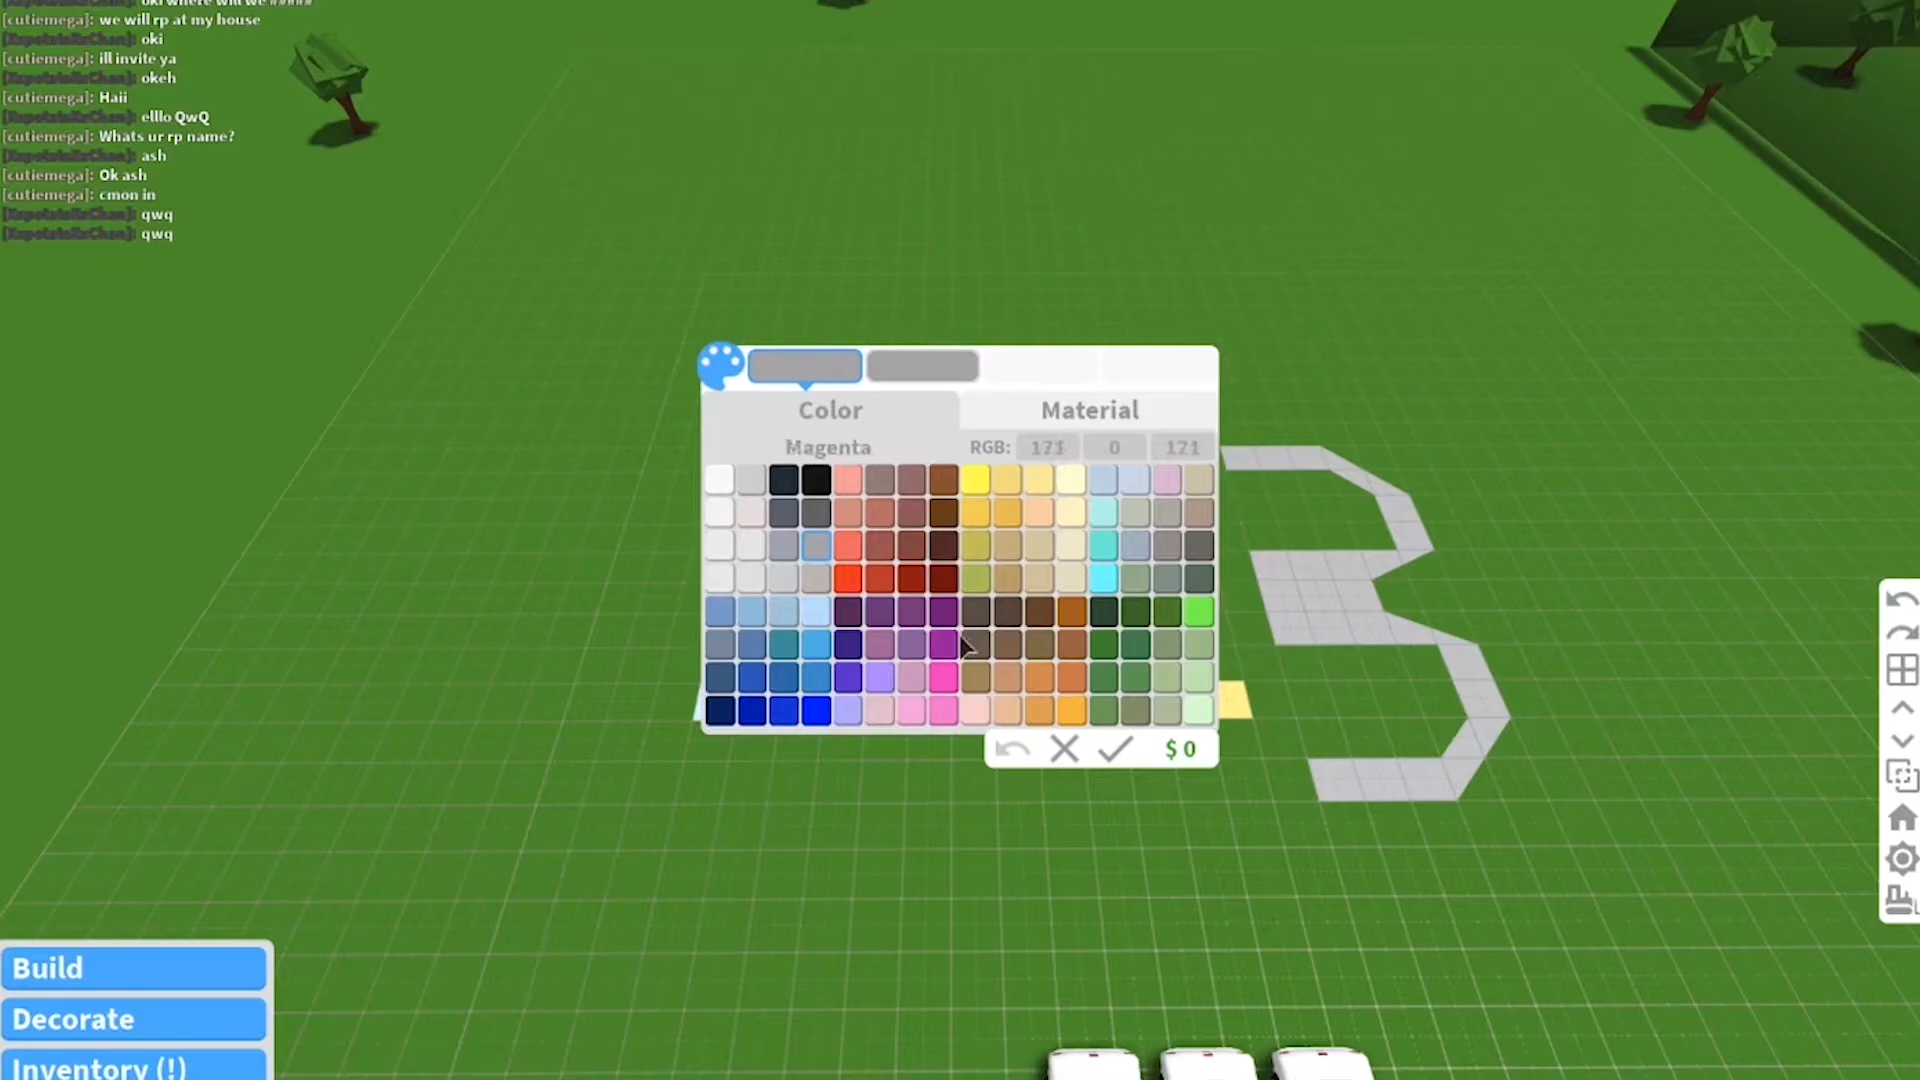 [cutiemega]: we will rp at my house
oki
[cutiemega]: ill invite ya
okeh
[cutiemega]: Haii
elllo QwQ
[cutiemega]: Whats ur rp name?
ash
[cutiemega]: Ok ash
[cutiemega]: cmon in
qwq
qwq
Color
Material
Magenta
RGB: 171 0 171
$ 0
Build
Decorate
Inventory (!)